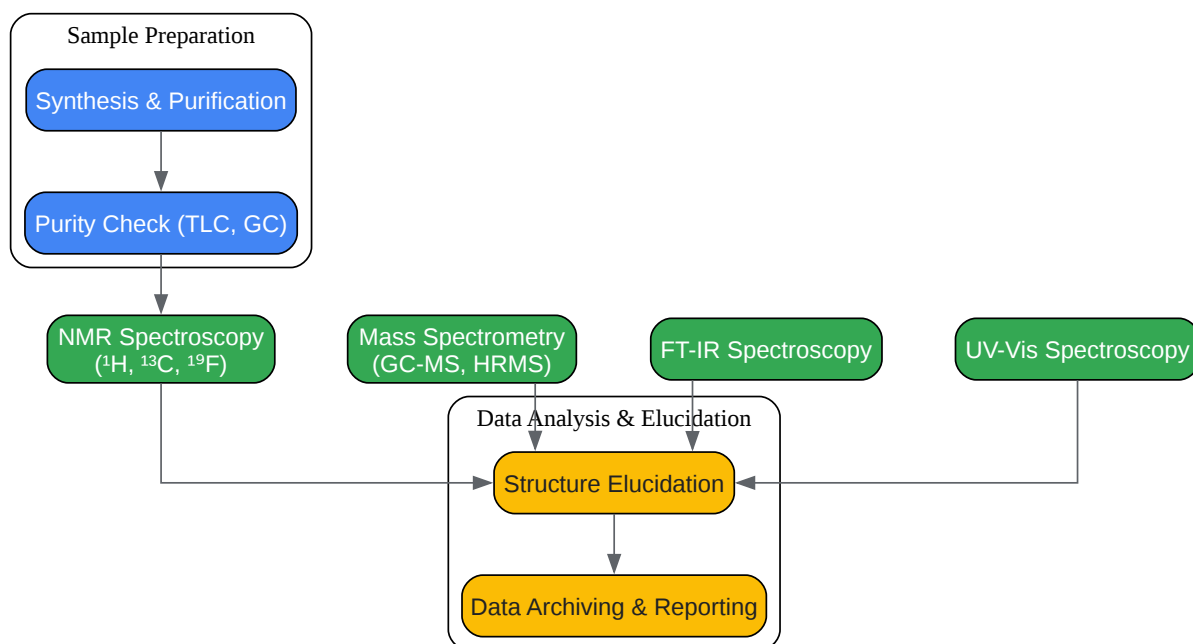 Sample Preparation
Synthesis & Purification
Purity Check (TLC, GC)
NMR Spectroscopy
(¹H, ¹³C, ¹⁹F)
Mass Spectrometry
(GC-MS, HRMS)
FT-IR Spectroscopy
UV-Vis Spectroscopy
Data Analysis & Elucidation
Structure Elucidation
Data Archiving & Reporting